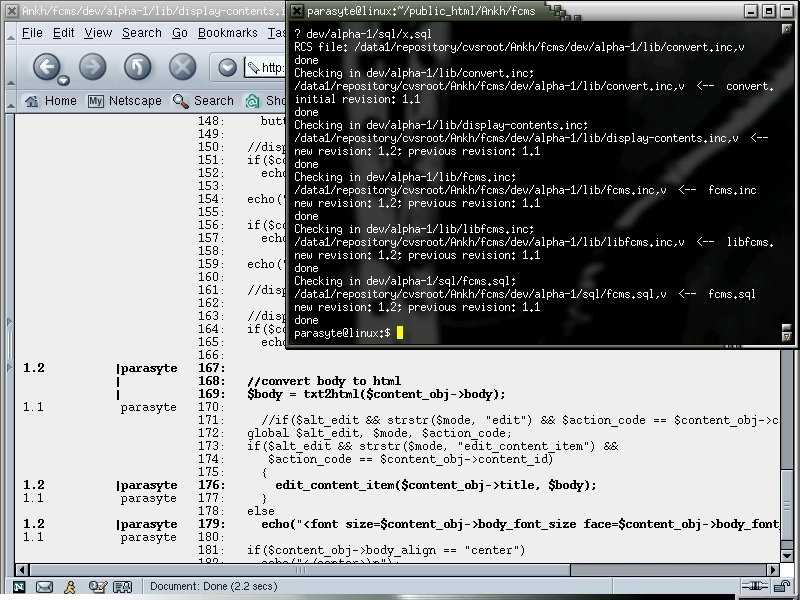 Ankh/fcms/dev/alpha-1/lib/display-contents.i
File Edit View Search Go Bookmarks Tas
http:
Home Netscape Search Sho
148: butt
149:
150: //disp
151: if($co
152: echo
153:
154: echo("
155:
156: if($co
157: echo
158:
159: echo("
160:
161: //disp
162:
163: //disp
164: if($co
165: echo
166:
1.2 |parasyte 167:
| 168: //convert body to html
| 169: $body = txt2html($content_obj->body);
1.1 parasyte 170:
171: //if($alt_edit && strstr($mode, "edit") && $action_code == $content_obj->c
172: global $alt_edit, $mode, $action_code;
173: if($alt_edit && strstr($mode, "edit_content_item") &&
174: $action_code == $content_obj->content_id)
175: {
1.2 |parasyte 176: edit_content_item($content_obj->title, $body);
1.1 parasyte 177: }
178: else
1.2 |parasyte 179: echo("<font size=$content_obj->body_font_size face=$content_obj->body_font_
1.1 parasyte 180:
181: if($content_obj->body_align == "center")
182: echo("</center>\n");
Document: Done (2.2 secs)
parasyte@linux:~/public_html/Ankh/fcms
? dev/alpha-1/sql/x.sql
RCS file: /data1/repository/cvsroot/Ankh/fcms/dev/alpha-1/lib/convert.inc,v
done
Checking in dev/alpha-1/lib/convert.inc;
/data1/repository/cvsroot/Ankh/fcms/dev/alpha-1/lib/convert.inc,v <-- convert.
initial revision: 1.1
done
Checking in dev/alpha-1/lib/display-contents.inc;
/data1/repository/cvsroot/Ankh/fcms/dev/alpha-1/lib/display-contents.inc,v <--
new revision: 1.2; previous revision: 1.1
done
Checking in dev/alpha-1/lib/fcms.inc;
/data1/repository/cvsroot/Ankh/fcms/dev/alpha-1/lib/fcms.inc,v <-- fcms.inc
new revision: 1.2; previous revision: 1.1
done
Checking in dev/alpha-1/lib/libfcms.inc;
/data1/repository/cvsroot/Ankh/fcms/dev/alpha-1/lib/libfcms.inc,v <-- libfcms.
new revision: 1.2; previous revision: 1.1
done
Checking in dev/alpha-1/sql/fcms.sql;
/data1/repository/cvsroot/Ankh/fcms/dev/alpha-1/sql/fcms.sql,v <-- fcms.sql
new revision: 1.2; previous revision: 1.1
done
parasyte@linux:$